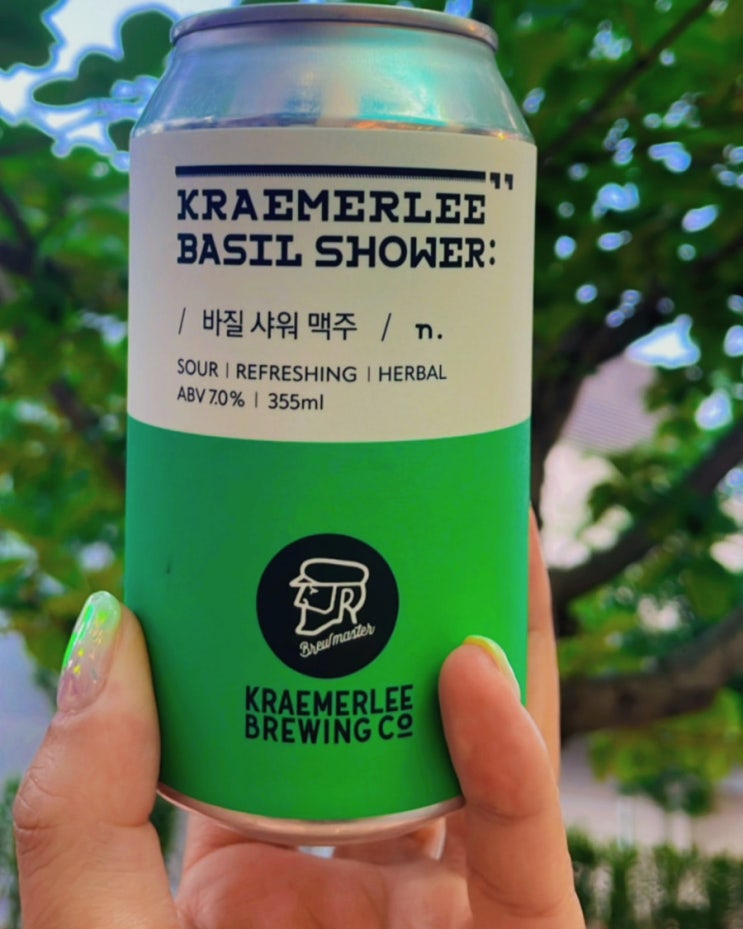 KRAEMERLEE"
BASIL SHOWER:
/ 바질 샤워 맥주 / n.
SOUR | REFRESHING | HERBAL
ABV 7.0% | 355ml
JR
Brewmaster
KRAEMERLEE
BREWING Co